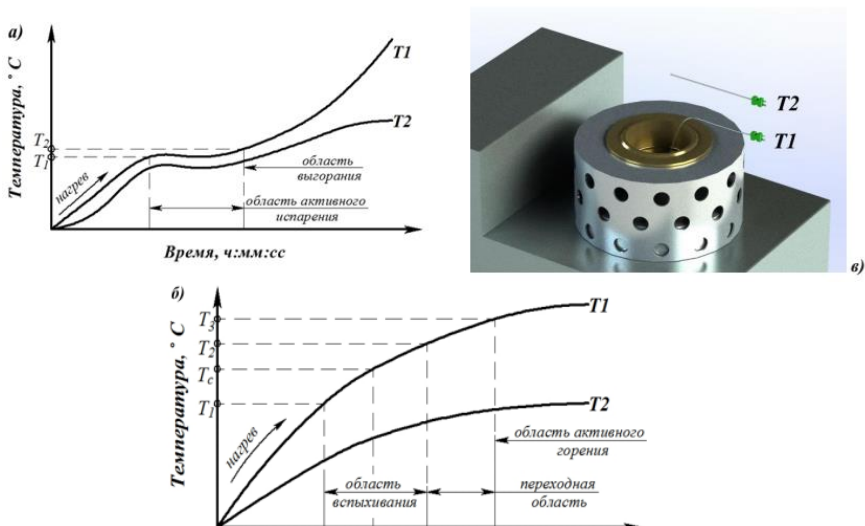 а)
Температура, ° С
T1
T2
T2
T1
нагрев
область
выгорания
область активного
испарения
Время, ч:мм:сс
T2
T1
в)
б)
Температура, ° С
T3
T2
Tc
T1
T1
T2
нагрев
область активного
горения
область
вспыхивания
переходная
область